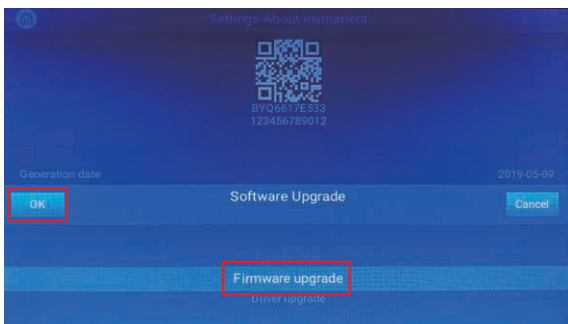 Settings-About instrument
BYQ6617E533
123456789012
Generation date 2019-05-09
OK Software Upgrade Cancel
Firmware upgrade
Driver upgrade